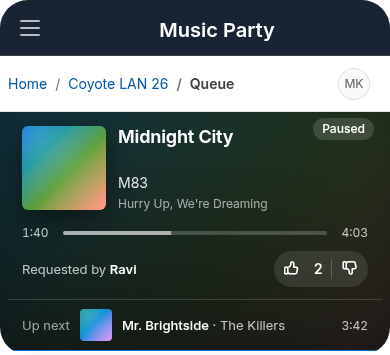 Music Party
Home / Coyote LAN 26 / Queue
MK
Paused
Midnight City
M83
Hurry Up, We're Dreaming
1:40
4:03
Requested by Ravi
2
Up next Mr. Brightside · The Killers 3:42